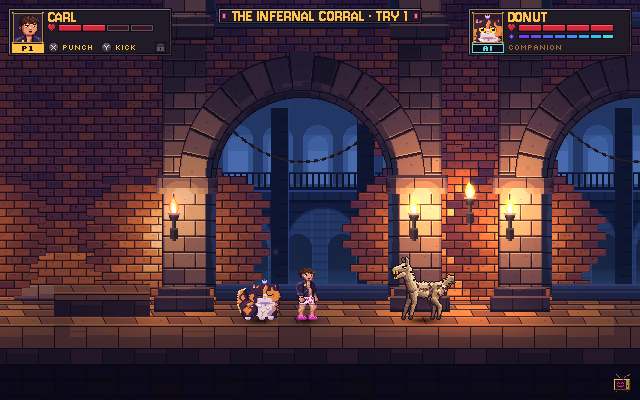 CARL
P1
X PUNCH Y KICK
THE INFERNAL CORRAL · TRY 1
DONUT
AI
COMPANION